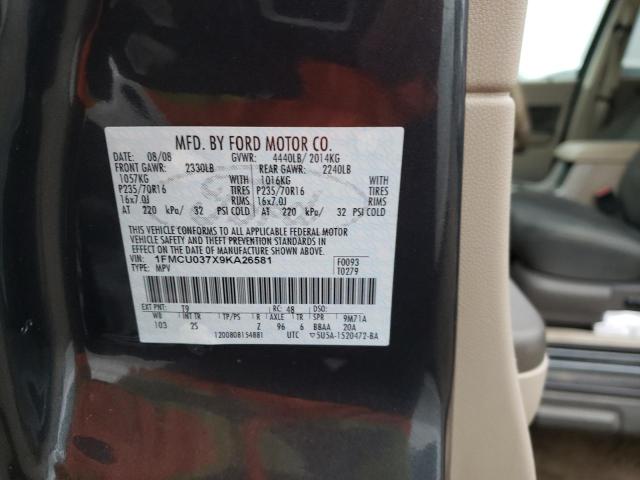 MFD. BY FORD MOTOR CO.
DATE: 08/08 GVWR: 4440LB/ 2014KG
FRONT GAWR: 2330LB REAR GAWR: 2240LB
1057KG 1016KG
P235/70R16 TIRES P235/70R16 TIRES
16x7.0J RIMS 16x7.0J RIMS
AT 220 kPa/ 32 PSI COLD AT 220 kPa/ 32 PSI COLD
THIS VEHICLE CONFORMS TO ALL APPLICABLE FEDERAL MOTOR
VEHICLE SAFETY AND THEFT PREVENTION STANDARDS IN
EFFECT ON THE DATE OF MANUFACTURE SHOWN ABOVE.
VIN: 1FMCU037X9KA26581 F0093
TYPE: MPV T0279
EXT PNT: T9 RC: 48 DSO:
WB INT TR TP/PS R AXLE TR SPR 9M71A
103 25 Z 96 6 BBAA 20A
1200808154881 UTC ▽5U5A-1520472-BA